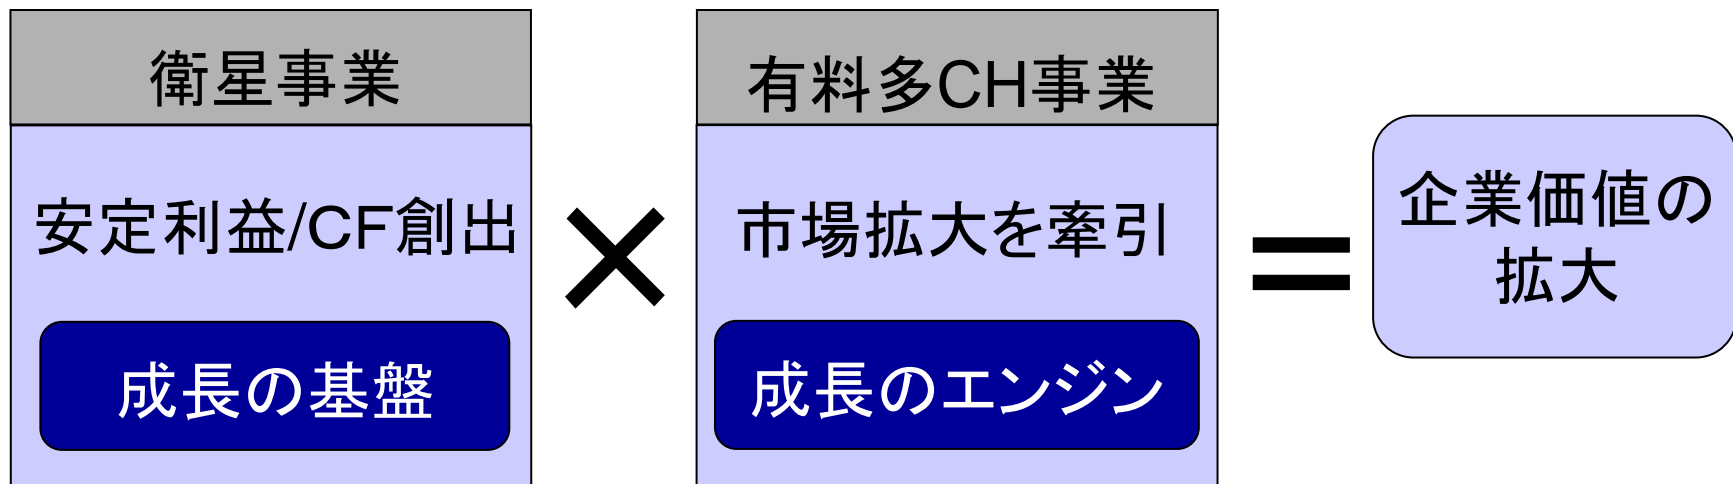 衛星事業
安定利益/CF創出
成長の基盤
×
有料多CH事業
市場拡大を牽引
成長のエンジン
＝
企業価値の
拡大